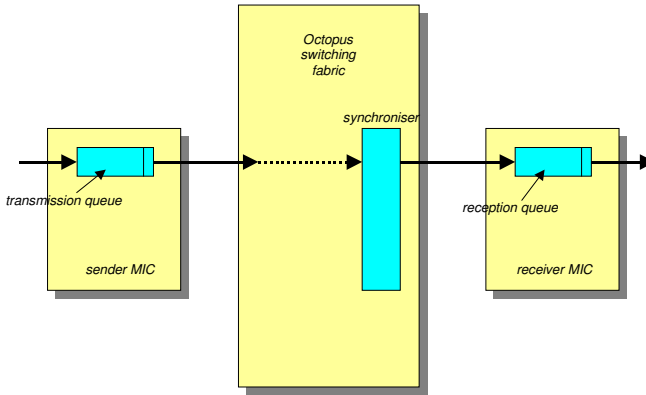 Octopus
switching
fabric
synchroniser
transmission queue
reception queue
sender MIC
receiver MIC